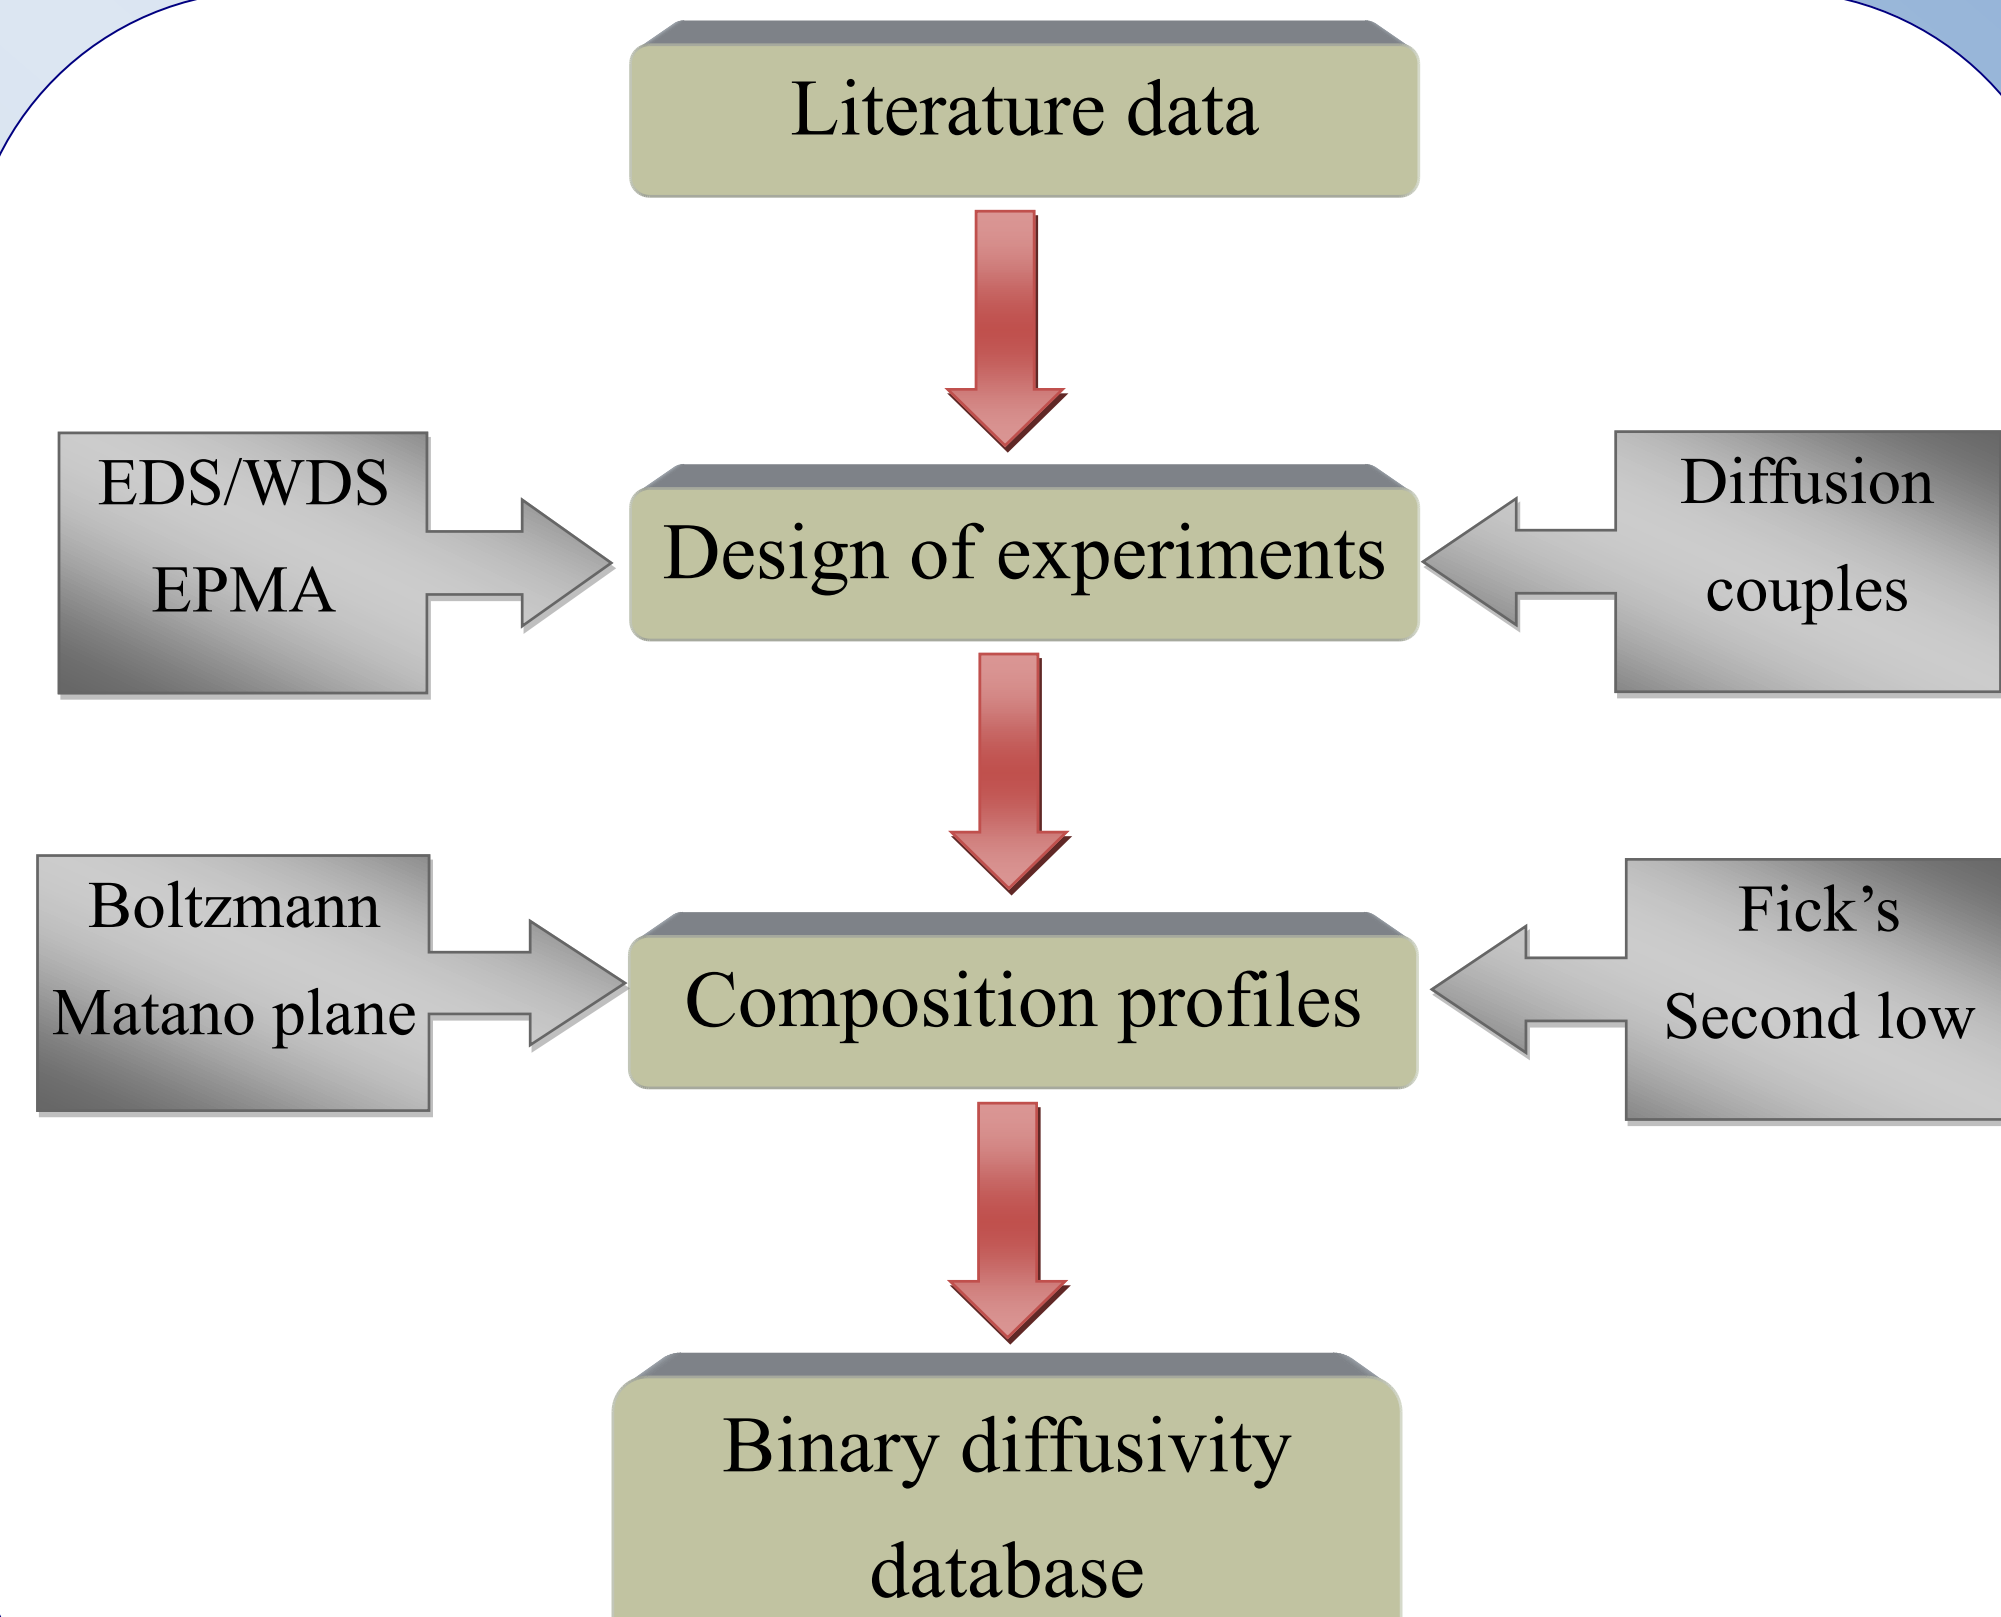 Literature data
EDS/WDS
EPMA
Design of experiments
Diffusion
couples
Boltzmann
Matano plane
Composition profiles
Fick’s
Second low
Binary diffusivity
database